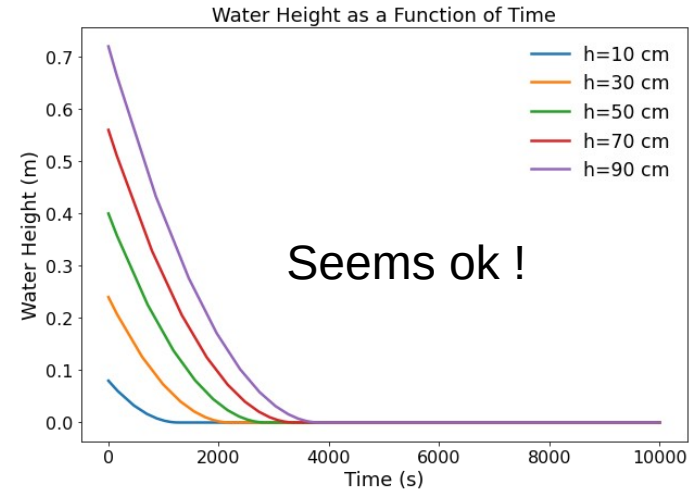 Water Height as a Function of Time
0.7
0.6
0.5
0.4
0.3
0.2
0.1
0.0
Water Height (m)
h=10 cm
h=30 cm
h=50 cm
h=70 cm
h=90 cm
Seems ok !
0 2000 4000 6000 8000 10000
Time (s)